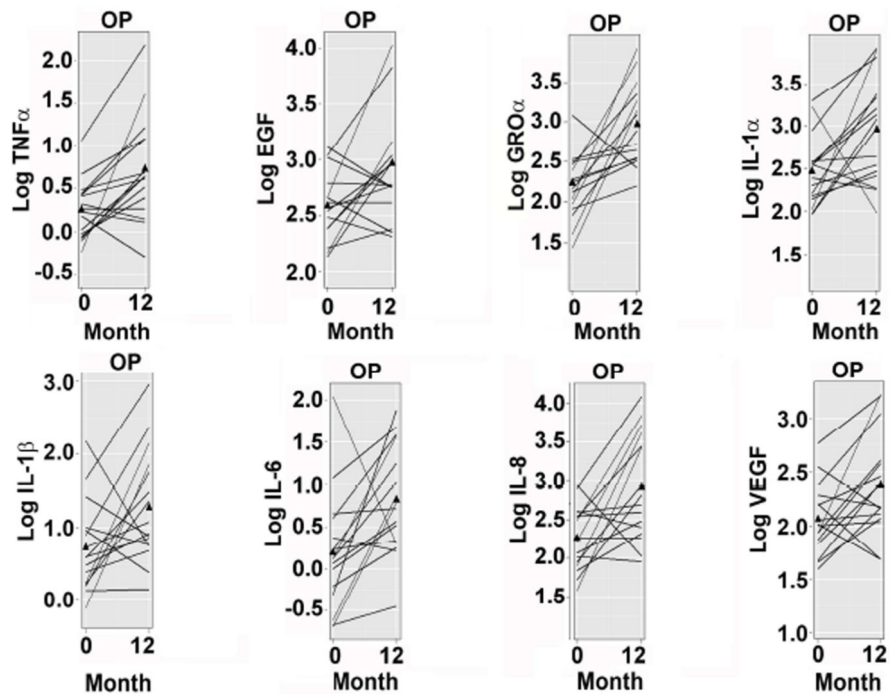 OP
Log TNFα
2.0
1.5
1.0
0.5
0.0
-0.5
0 12
Month
OP
Log EGF
4.0
3.5
3.0
2.5
2.0
0 12
Month
OP
Log GROα
3.5
3.0
2.5
2.0
1.5
0 12
Month
OP
Log IL-1α
3.5
3.0
2.5
2.0
1.5
0 12
Month
OP
Log IL-1β
3.0
2.0
1.0
0.0
0 12
Month
OP
Log IL-6
2.0
1.5
1.0
0.5
0.0
-0.5
0 12
Month
OP
Log IL-8
4.0
3.5
3.0
2.5
2.0
1.5
0 12
Month
OP
Log VEGF
3.0
2.5
2.0
1.5
1.0
0 12
Month